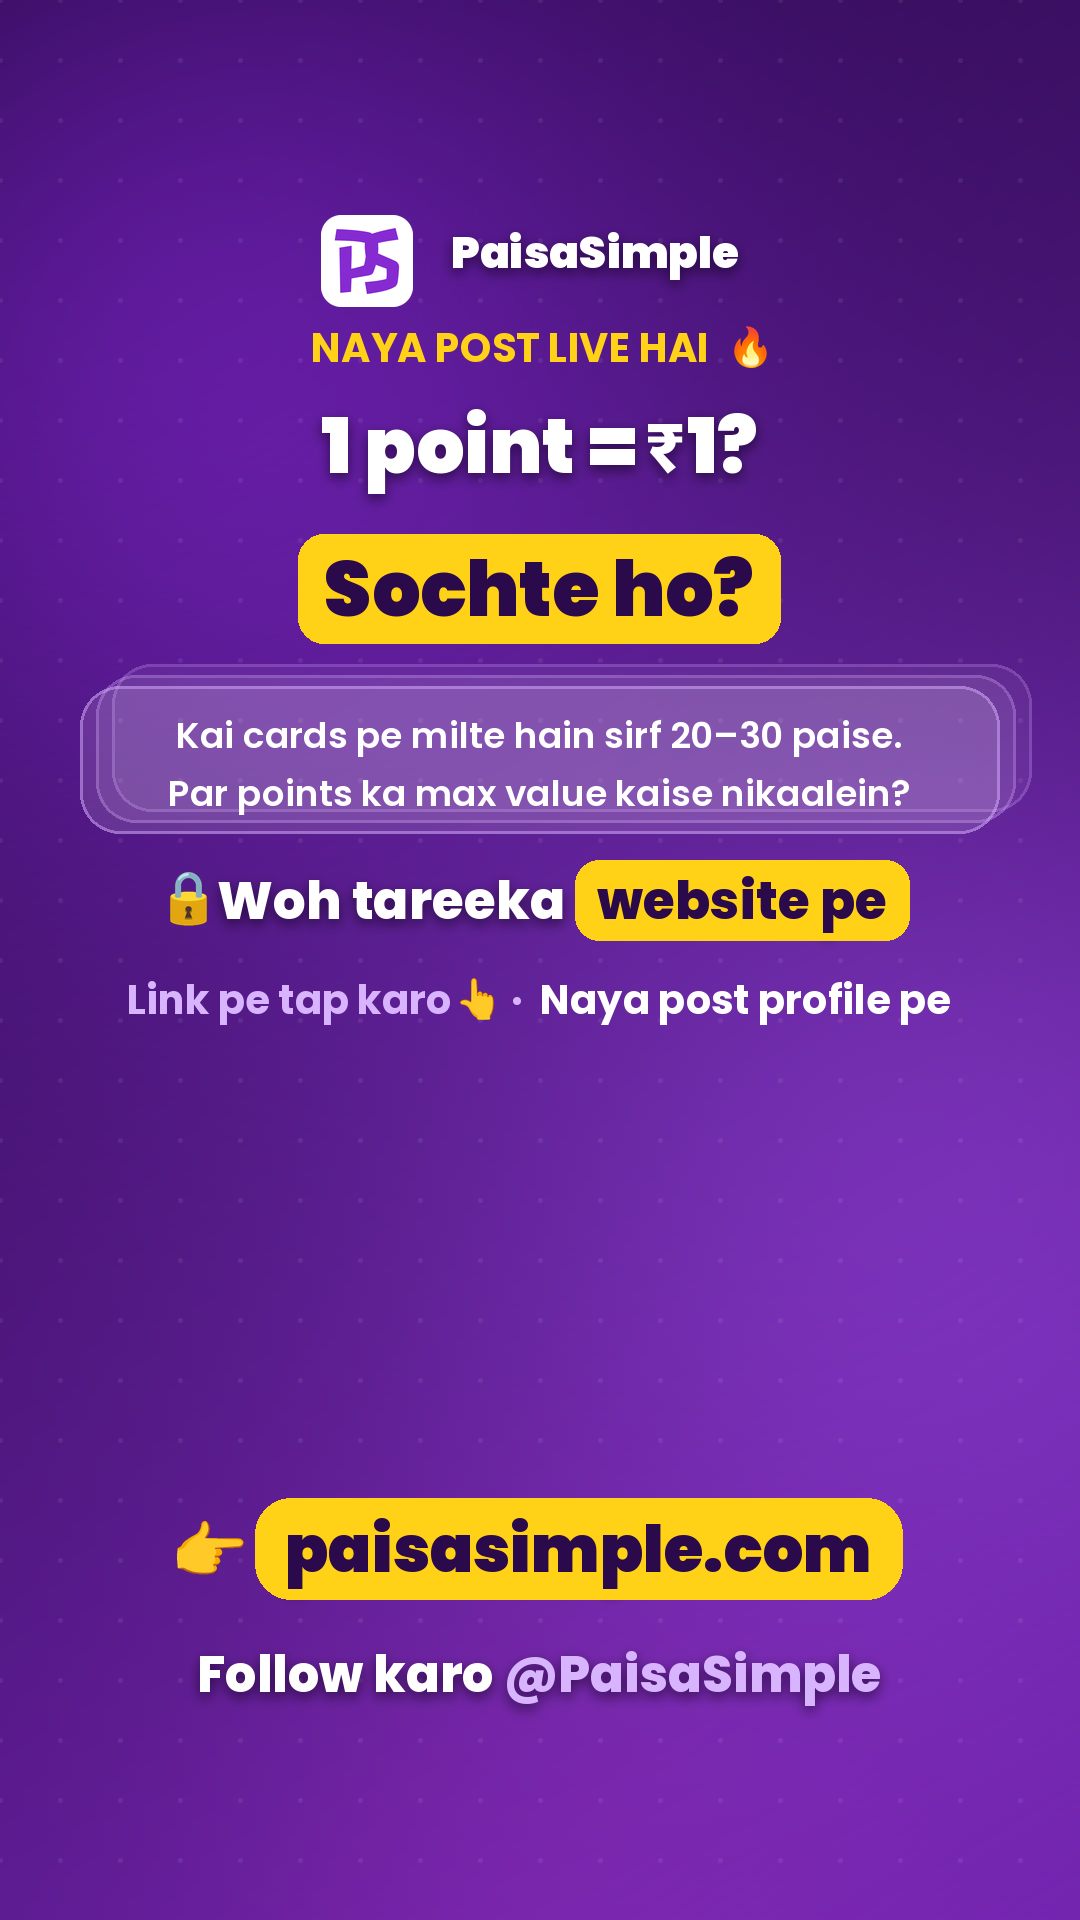 PS PaisaSimple
NAYA POST LIVE HAI 🔥
1 point = ₹1?
Sochte ho?
Kai cards pe milte hain sirf 20–30 paise.
Par points ka max value kaise nikaalein?
🔒 Woh tareeka website pe
Link pe tap karo 👆 · Naya post profile pe
👉 paisasimple.com
Follow karo @PaisaSimple